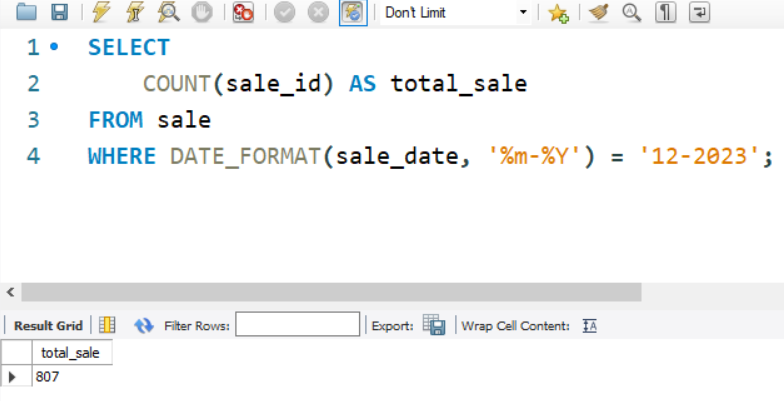 Don't Limit
1 SELECT
2 COUNT(sale_id) AS total_sale
3 FROM sale
4 WHERE DATE_FORMAT(sale_date, '%m-%Y') = '12-2023';
Result Grid Filter Rows: Export: Wrap Cell Content:
total_sale
807